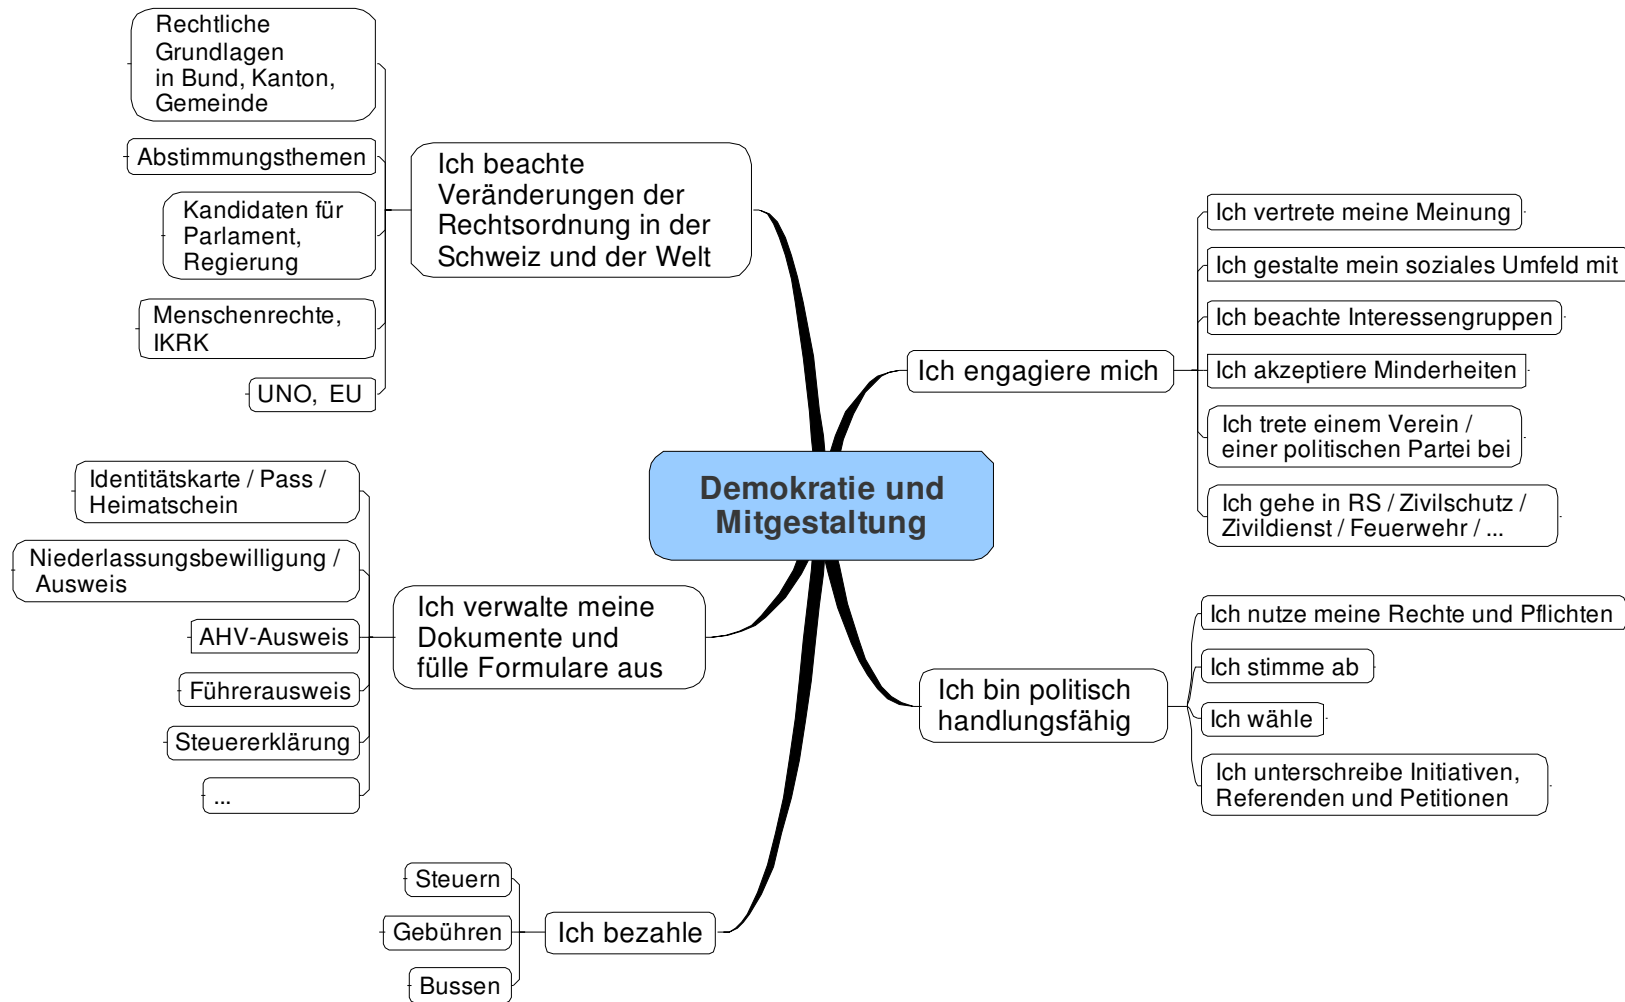 Rechtliche
Grundlagen
in Bund, Kanton,
Gemeinde
Abstimmungsthemen
Kandidaten für
Parlament,
Regierung
Menschenrechte,
IKRK
UNO, EU
Ich beachte
Veränderungen der
Rechtsordnung in der
Schweiz und der Welt
Identitätskarte / Pass /
Heimatschein
Niederlassungsbewilligung /
Ausweis
AHV-Ausweis
Führerausweis
Steuererklärung
...
Ich verwalte meine
Dokumente und
fülle Formulare aus
Steuern
Gebühren
Bussen
Ich bezahle
Demokratie und
Mitgestaltung
Ich engagiere mich
Ich vertrete meine Meinung
Ich gestalte mein soziales Umfeld mit
Ich beachte Interessengruppen
Ich akzeptiere Minderheiten
Ich trete einem Verein /
einer politischen Partei bei
Ich gehe in RS / Zivilschutz /
Zivildienst / Feuerwehr / ...
Ich bin politisch
handlungsfähig
Ich nutze meine Rechte und Pflichten
Ich stimme ab
Ich wähle
Ich unterschreibe Initiativen,
Referenden und Petitionen